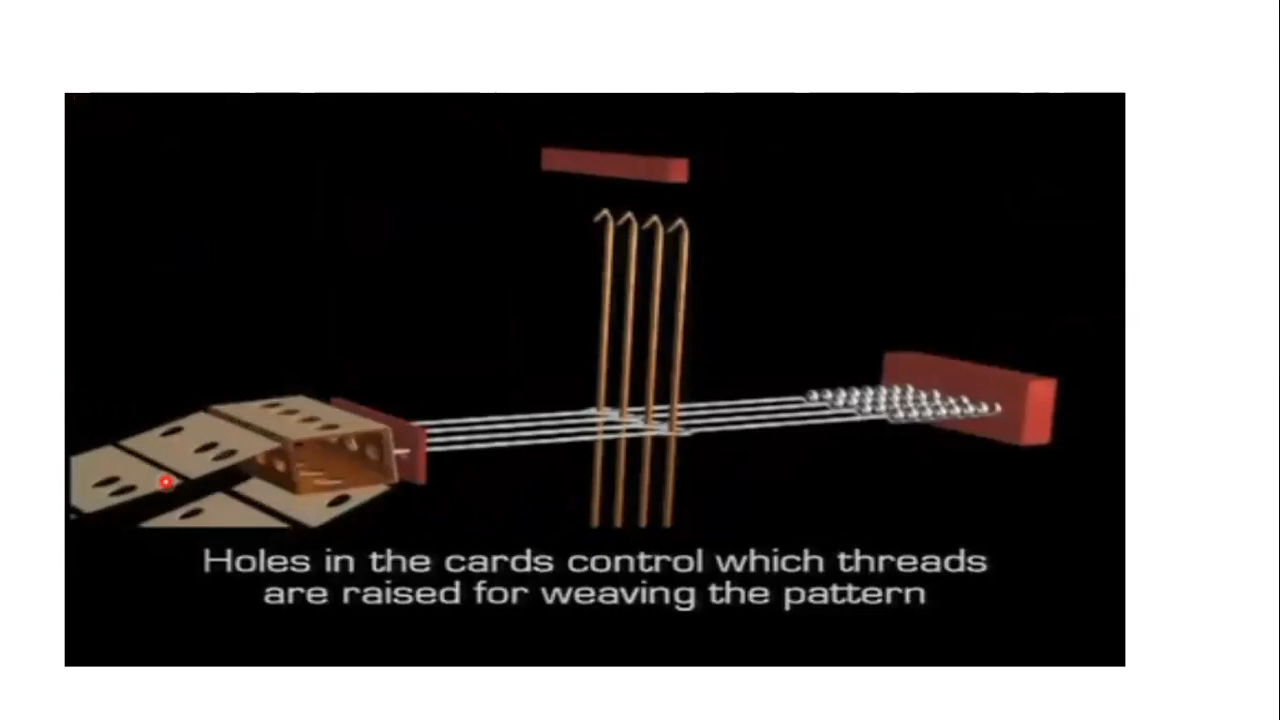 Holes in the cards control which threads
are raised for weaving the pattern